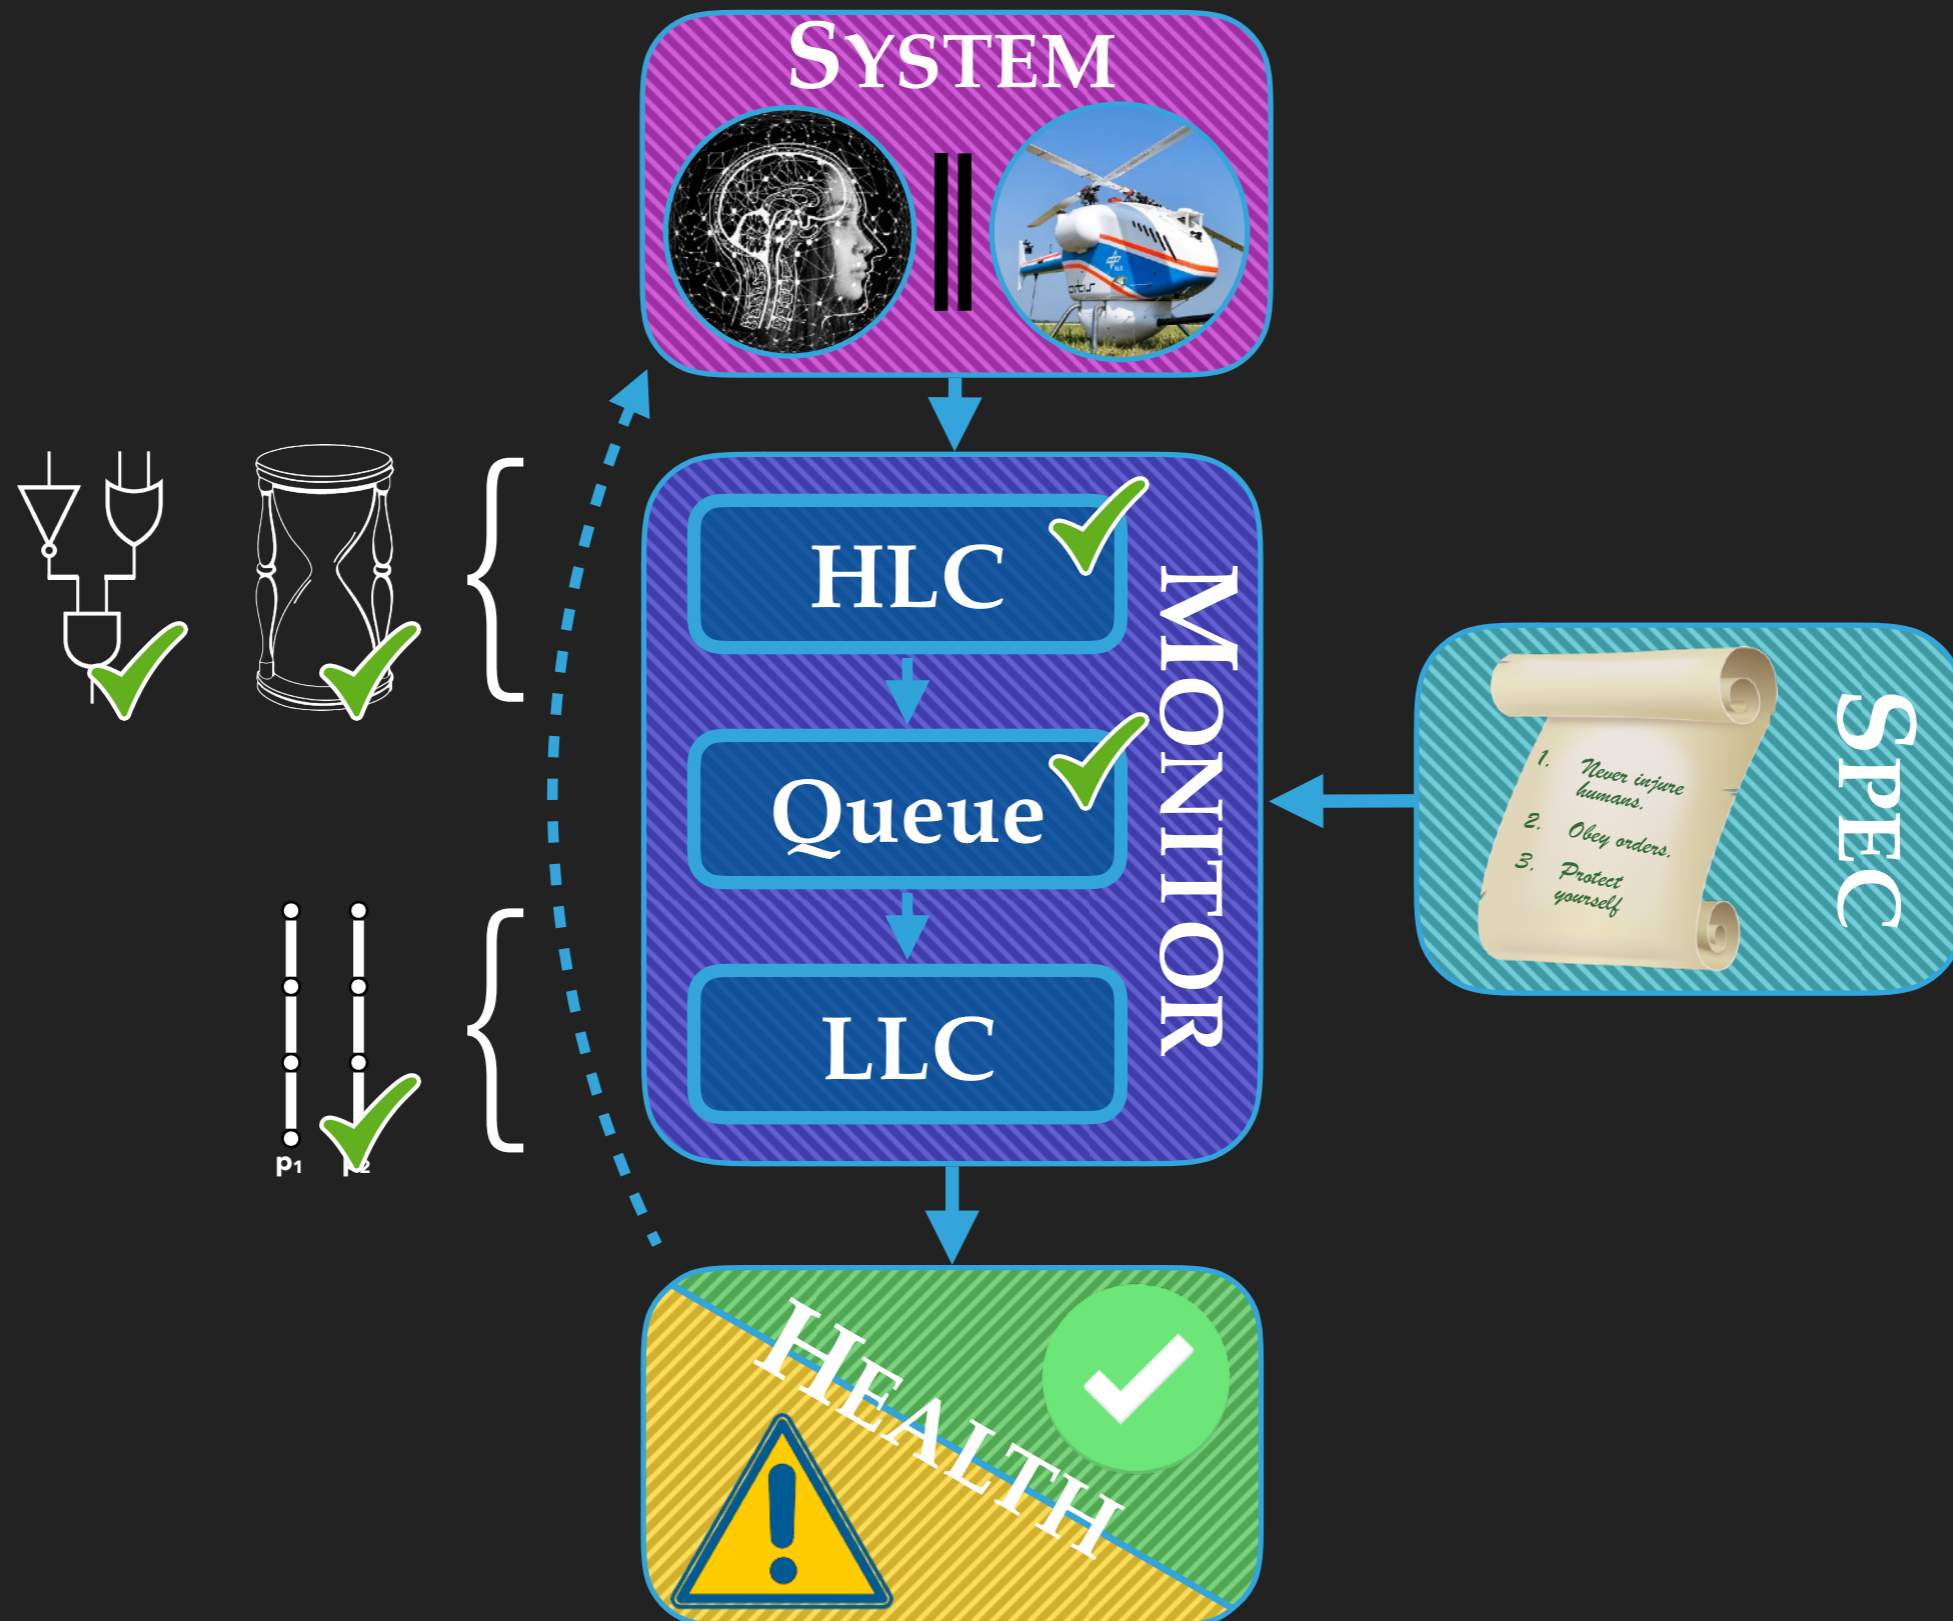 SYSTEM
HLC
Queue
LLC
MONITOR
1. Never injure
humans.
2. Obey orders.
3. Protect
yourself
SPEC
p1
HEALTH